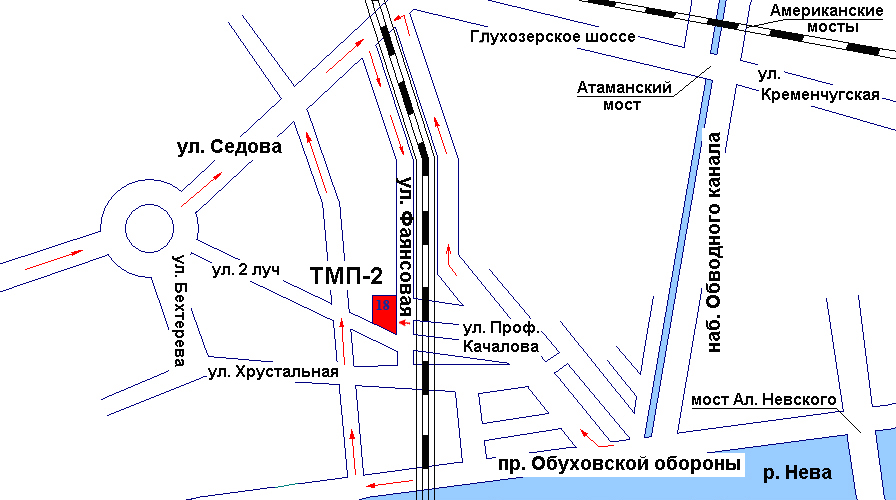 Американские
мосты
Глухозерское шоссе
ул.
Кременчугская
Атаманский
мост
ул. Седова
наб. Обводного канала
ул. Фаянсовая
ул. 2 луч
ТМП-2
18
ул. Бехтерева
ул. Проф.
Качалова
ул. Хрустальная
мост Ал. Невского
пр. Обуховской обороны
р. Нева